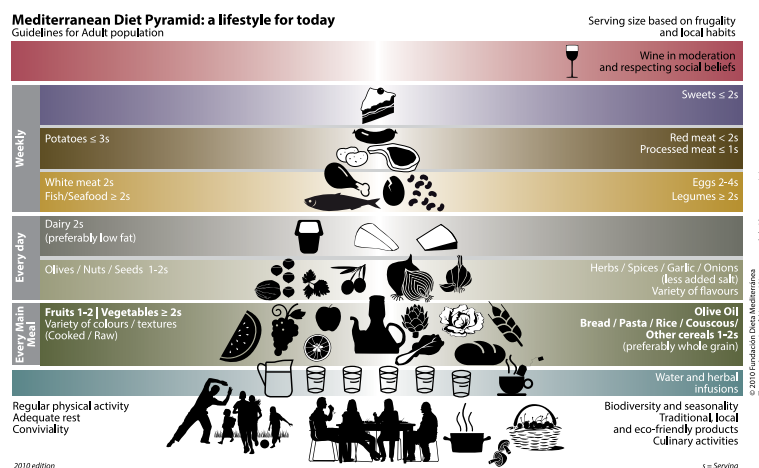 Mediterranean Diet Pyramid: a lifestyle for today
Guidelines for Adult population
Serving size based on frugality
and local habits
Wine in moderation
and respecting social beliefs
Weekly
Sweets ≤ 2s
Potatoes ≤ 3s
Red meat < 2s
Processed meat ≤ 1s
White meat 2s
Fish/Seafood ≥ 2s
Eggs 2-4s
Legumes ≥ 2s
Every day
Dairy 2s
(preferably low fat)
Olives / Nuts / Seeds 1-2s
Herbs / Spices / Garlic / Onions
(less added salt)
Variety of flavours
Every Main
Meal
Fruits 1-2 | Vegetables ≥ 2s
Variety of colours / textures
(Cooked / Raw)
Olive Oil
Bread / Pasta / Rice / Couscous/
Other cereals 1-2s
(preferably whole grain)
Water and herbal
infusions
Regular physical activity
Adequate rest
Conviviality
Biodiversity and seasonality
Traditional, local
and eco-friendly products
Culinary activities
2010 edition
s = Serving
© 2010 Fundación Dieta Mediterránea